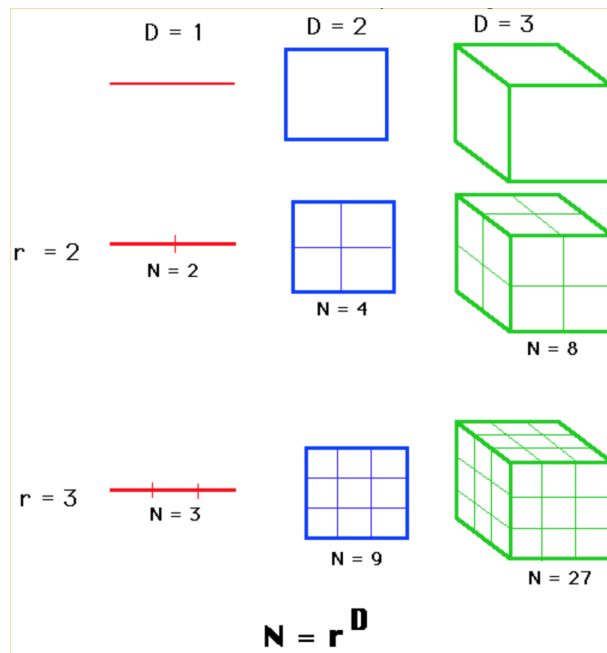 D = 1 D = 2 D = 3
r = 2
N = 2 N = 4 N = 8
r = 3
N = 3 N = 9 N = 27
N = r^D